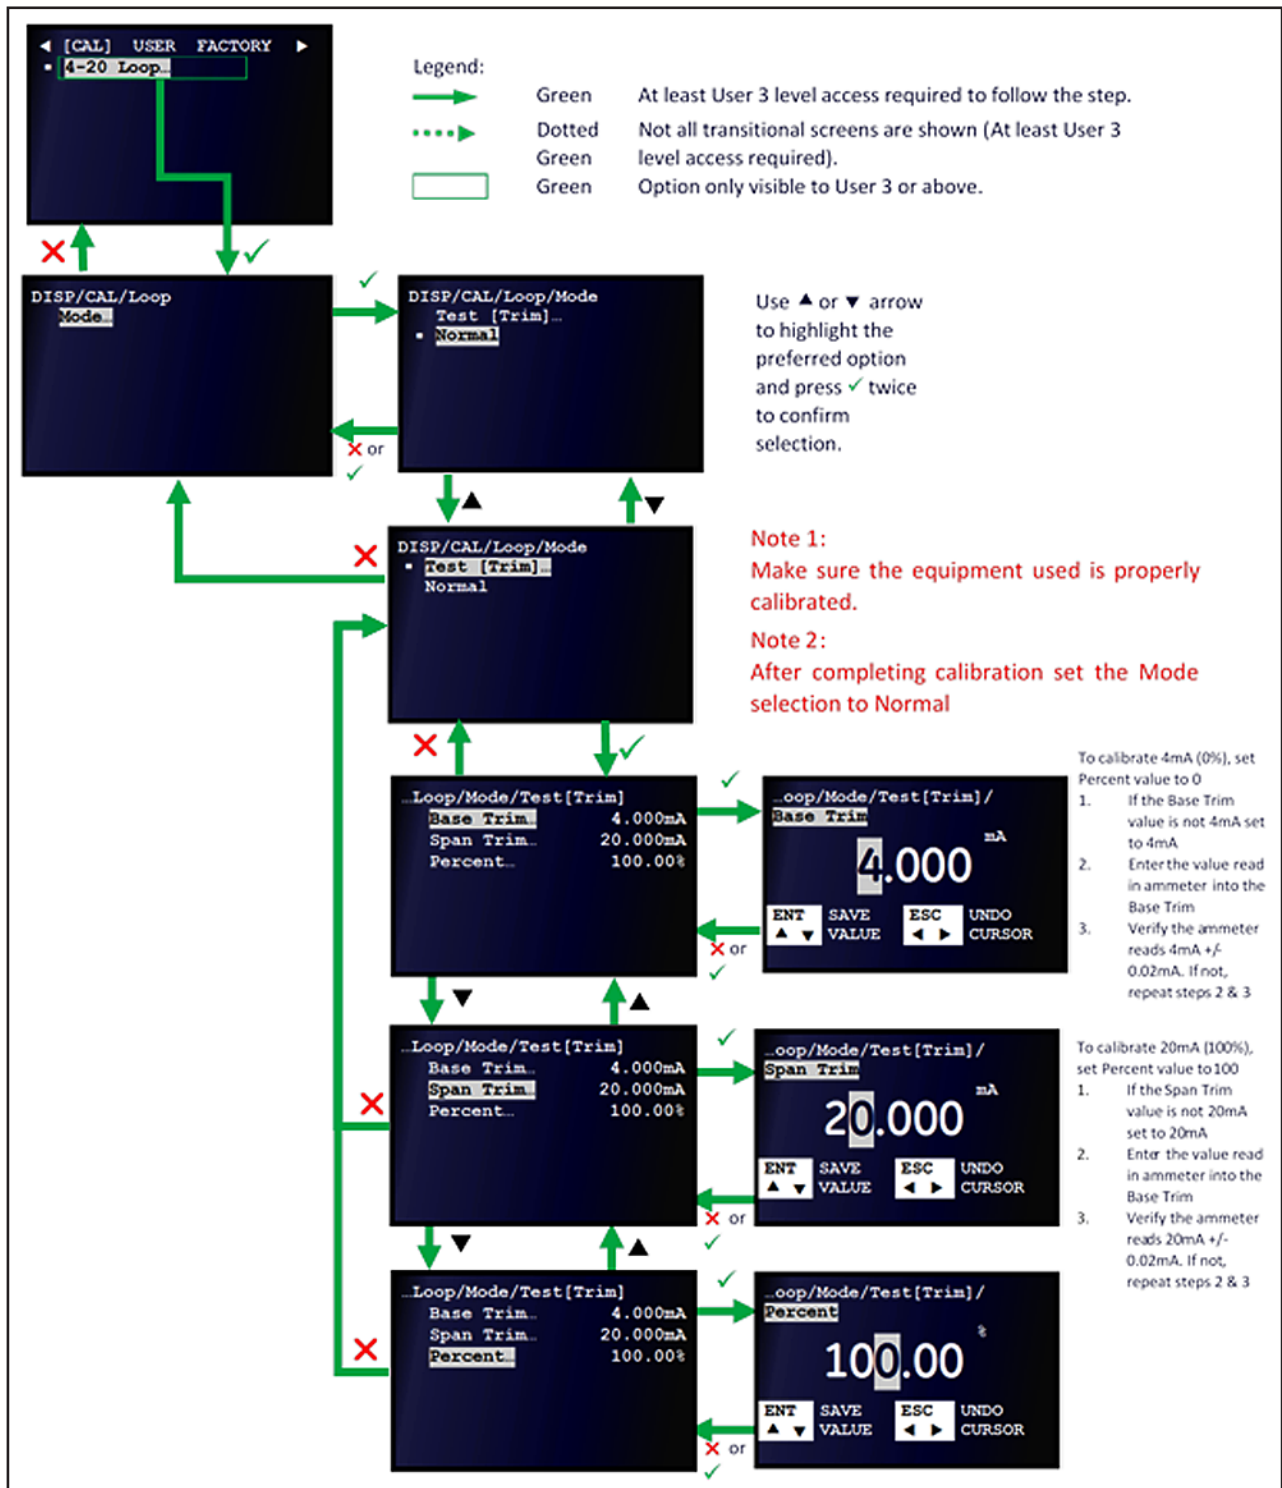 ◄ [CAL] USER FACTORY ►
▪ 4-20 Loop…
Legend:
Green At least User 3 level access required to follow the step.
Dotted Not all transitional screens are shown (At least User 3
Green level access required).
Green Option only visible to User 3 or above.
DISP/CAL/Loop
Mode…
DISP/CAL/Loop/Mode
Test [Trim]…
▪ Normal
✗ or
✓
Use ▲ or ▼ arrow
to highlight the
preferred option
and press ✓ twice
to confirm
selection.
DISP/CAL/Loop/Mode
▪ Test [Trim]…
Normal
Note 1:
Make sure the equipment used is properly
calibrated.
Note 2:
After completing calibration set the Mode
selection to Normal
…Loop/Mode/Test[Trim]
Base Trim… 4.000mA
Span Trim… 20.000mA
Percent… 100.00%
…oop/Mode/Test[Trim]/
Base Trim
mA
4.000
ENT SAVE ESC UNDO
▲ ▼ VALUE ◄ ► CURSOR
✗ or
✓
To calibrate 4mA (0%), set
Percent value to 0
1. If the Base Trim
value is not 4mA set
to 4mA
2. Enter the value read
in ammeter into the
Base Trim
3. Verify the ammeter
reads 4mA +/-
0.02mA. If not,
repeat steps 2 & 3
…Loop/Mode/Test[Trim]
Base Trim… 4.000mA
Span Trim… 20.000mA
Percent… 100.00%
…oop/Mode/Test[Trim]/
Span Trim
mA
20.000
ENT SAVE ESC UNDO
▲ ▼ VALUE ◄ ► CURSOR
✗ or
✓
To calibrate 20mA (100%),
set Percent value to 100
1. If the Span Trim
value is not 20mA
set to 20mA
2. Enter the value read
in ammeter into the
Base Trim
3. Verify the ammeter
reads 20mA +/-
0.02mA. If not,
repeat steps 2 & 3
…Loop/Mode/Test[Trim]
Base Trim… 4.000mA
Span Trim… 20.000mA
Percent… 100.00%
…oop/Mode/Test[Trim]/
Percent
%
100.00
ENT SAVE ESC UNDO
▲ ▼ VALUE ◄ ► CURSOR
✗ or
✓